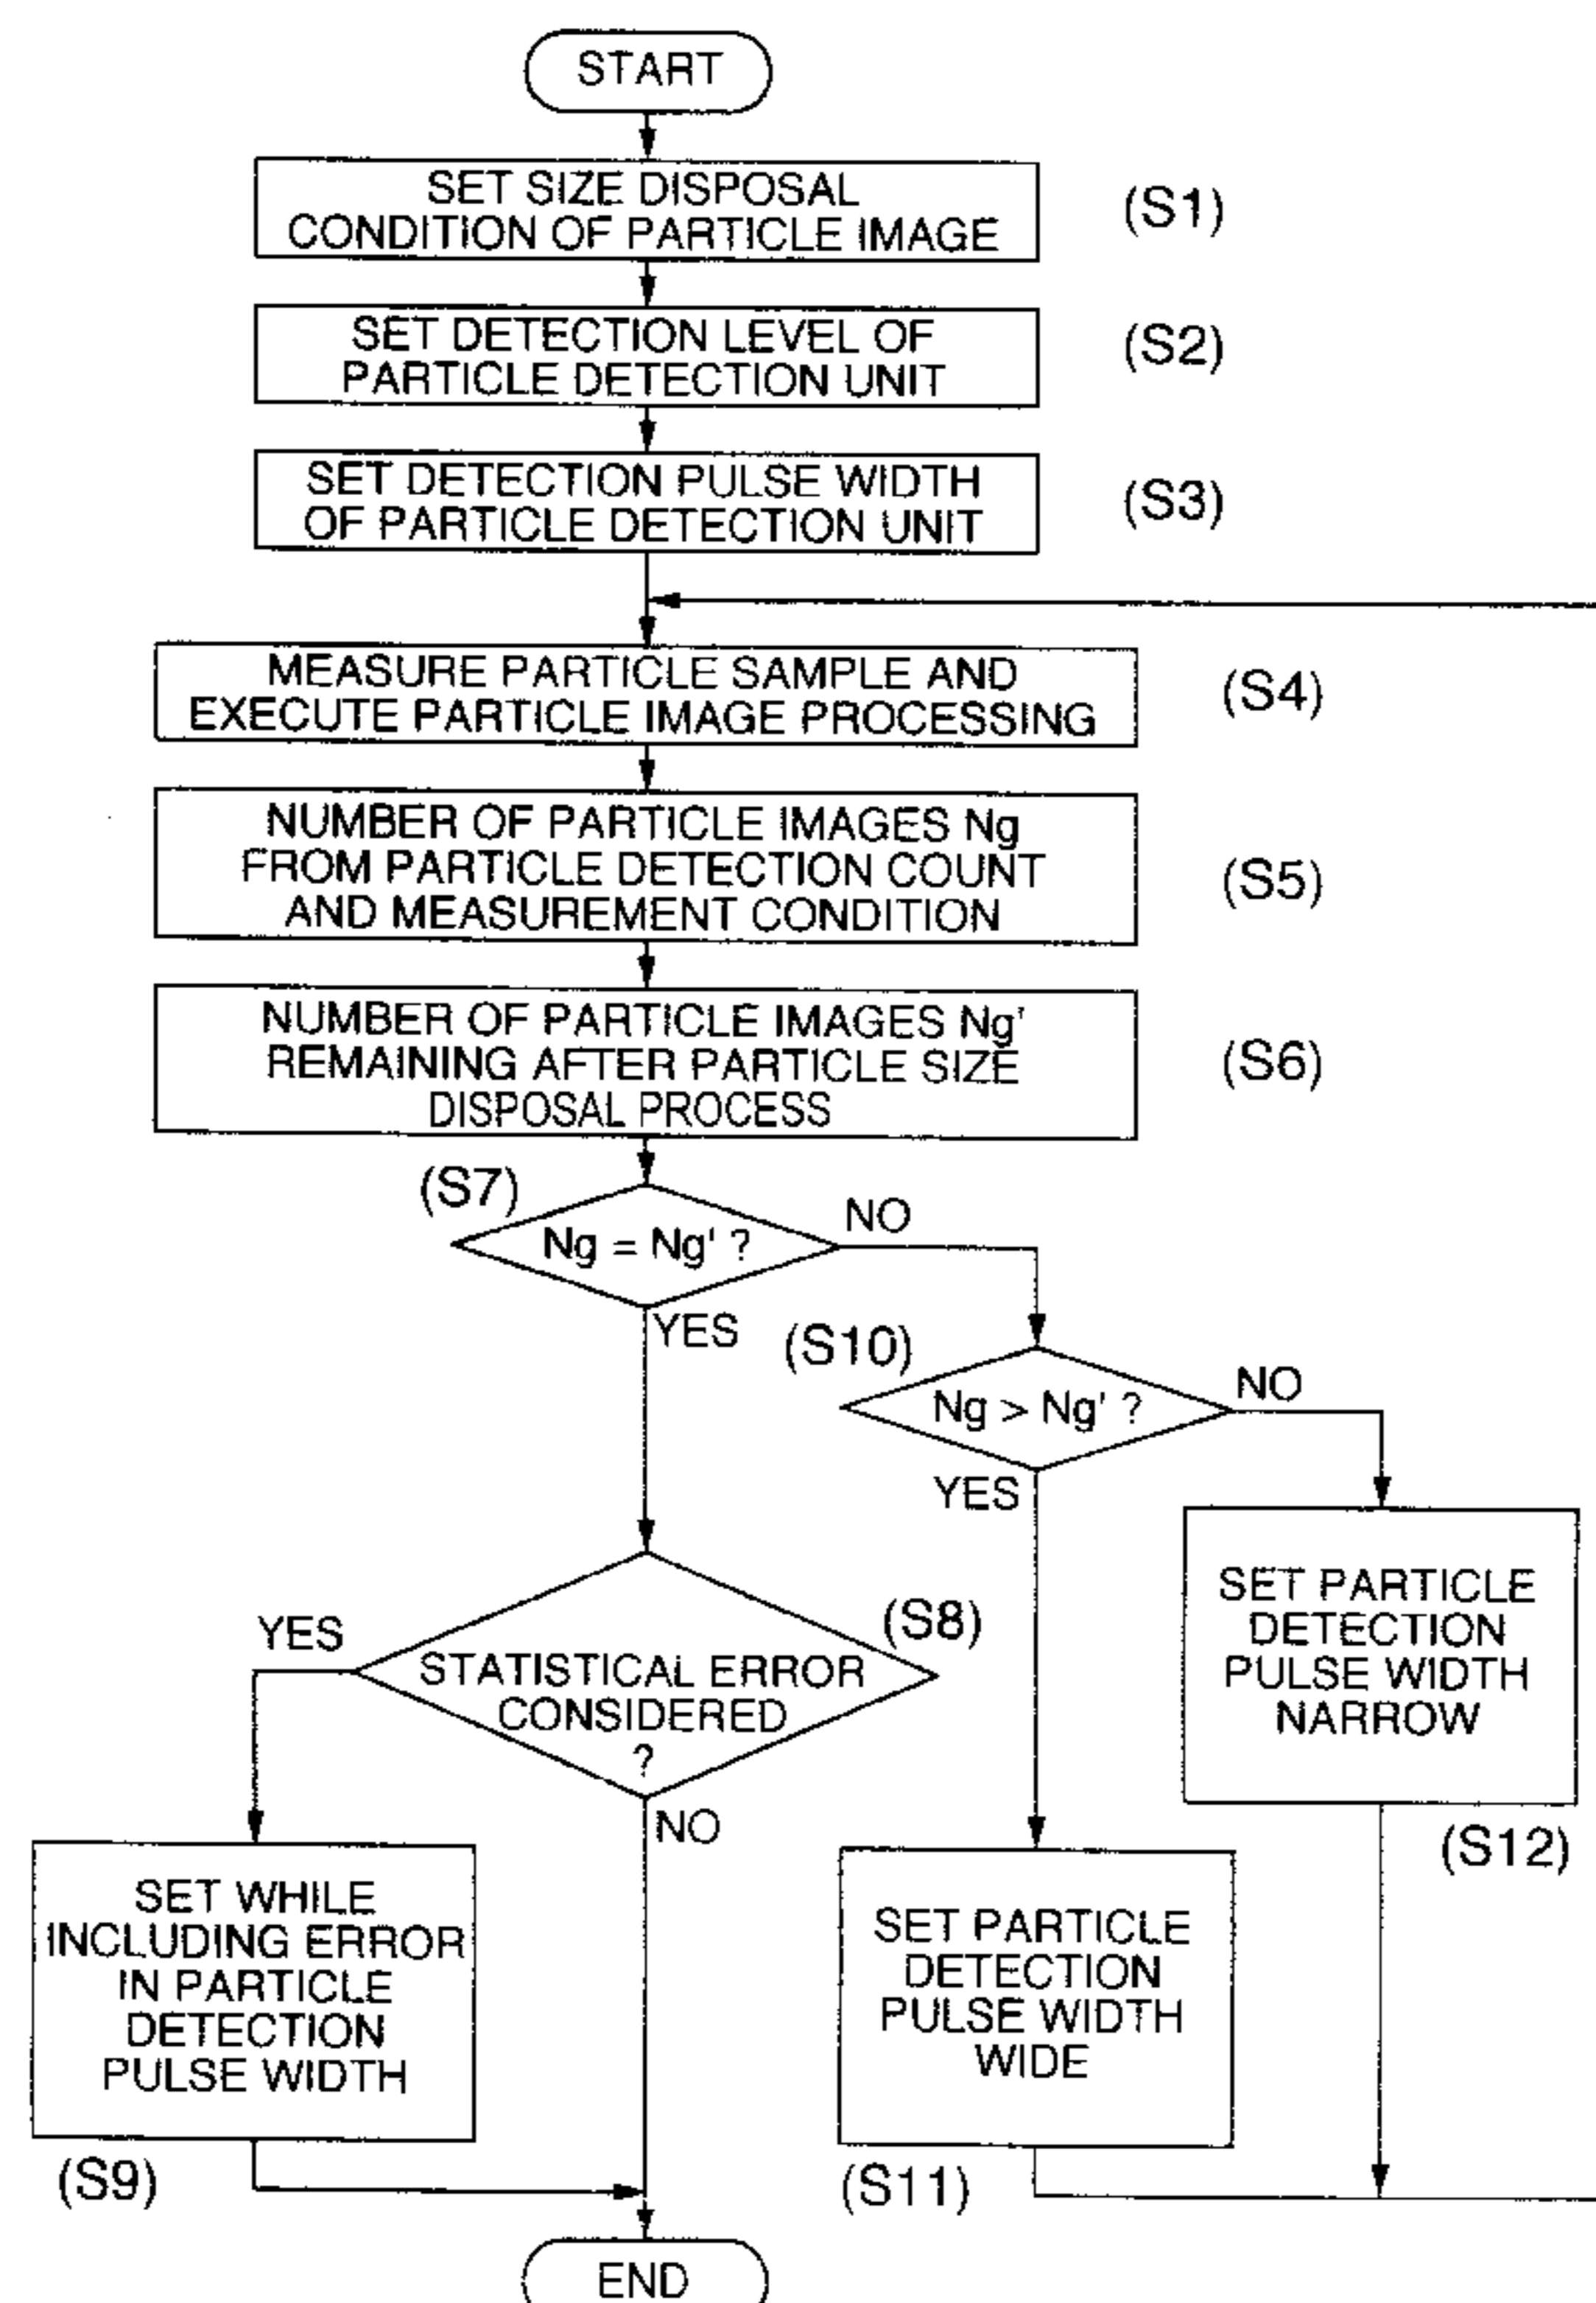 START
SET SIZE DISPOSAL
CONDITION OF PARTICLE IMAGE
(S1)
SET DETECTION LEVEL OF
PARTICLE DETECTION UNIT
(S2)
SET DETECTION PULSE WIDTH
OF PARTICLE DETECTION UNIT
(S3)
MEASURE PARTICLE SAMPLE AND
EXECUTE PARTICLE IMAGE PROCESSING
(S4)
NUMBER OF PARTICLE IMAGES Ng
FROM PARTICLE DETECTION COUNT
AND MEASUREMENT CONDITION
(S5)
NUMBER OF PARTICLE IMAGES Ng'
REMAINING AFTER PARTICLE SIZE
DISPOSAL PROCESS
(S6)
(S7)
Ng = Ng' ?
NO
YES
(S10)
Ng > Ng' ?
NO
YES
SET PARTICLE
DETECTION
PULSE WIDTH
NARROW
(S12)
(S8)
STATISTICAL ERROR
CONSIDERED
?
YES
NO
SET WHILE
INCLUDING ERROR
IN PARTICLE
DETECTION
PULSE WIDTH
(S9)
SET PARTICLE
DETECTION
PULSE WIDTH
WIDE
(S11)
END